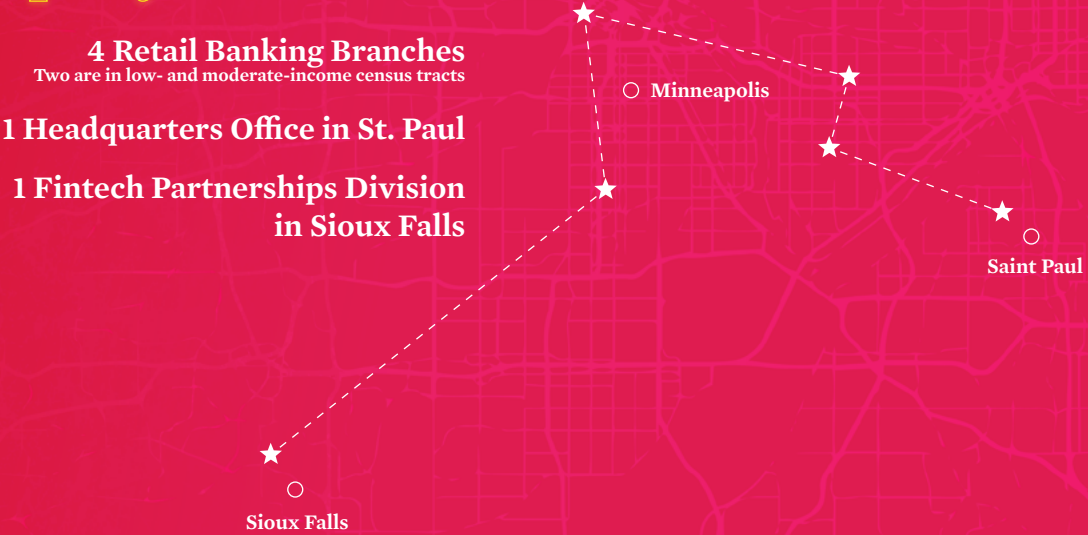 4 Retail Banking Branches
Two are in low- and moderate-income census tracts
1 Headquarters Office in St. Paul
1 Fintech Partnerships Division
in Sioux Falls
Minneapolis
Saint Paul
Sioux Falls